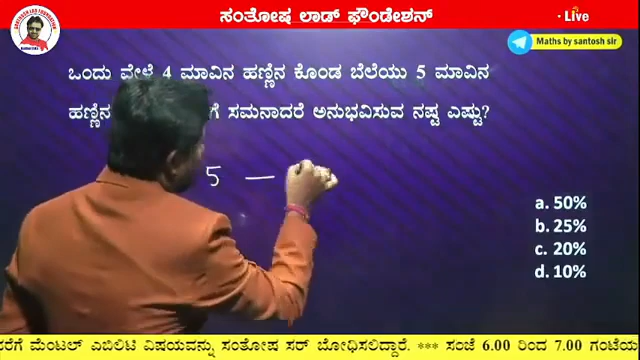 ಸಂತೋಷ ಲಾಡ್ ಫೌಂಡೇಶನ್
Live
Maths by santosh sir
ಒಂದು ವೇಳೆ 4 ಮಾವಿನ ಹಣ್ಣಿನ ಕೊಂಡ ಬೆಲೆಯು 5 ಮಾವಿನ
ಹಣ್ಣಿನ ಗೆ ಸಮನಾದರೆ ಅನುಭವಿಸುವ ನಷ್ಟ ಎಷ್ಟು?
5 —
a. 50%
b. 25%
c. 20%
d. 10%
ಮೆಂಟಲ್ ಎಬಿಲಿಟಿ ವಿಷಯವನ್ನು ಸಂತೋಷ ಸರ್ ಬೋಧಿಸಲಿದ್ದಾರೆ. *** ಸಂಜೆ 6.00 ರಿಂದ 7.00 ಗಂಟೆಯ